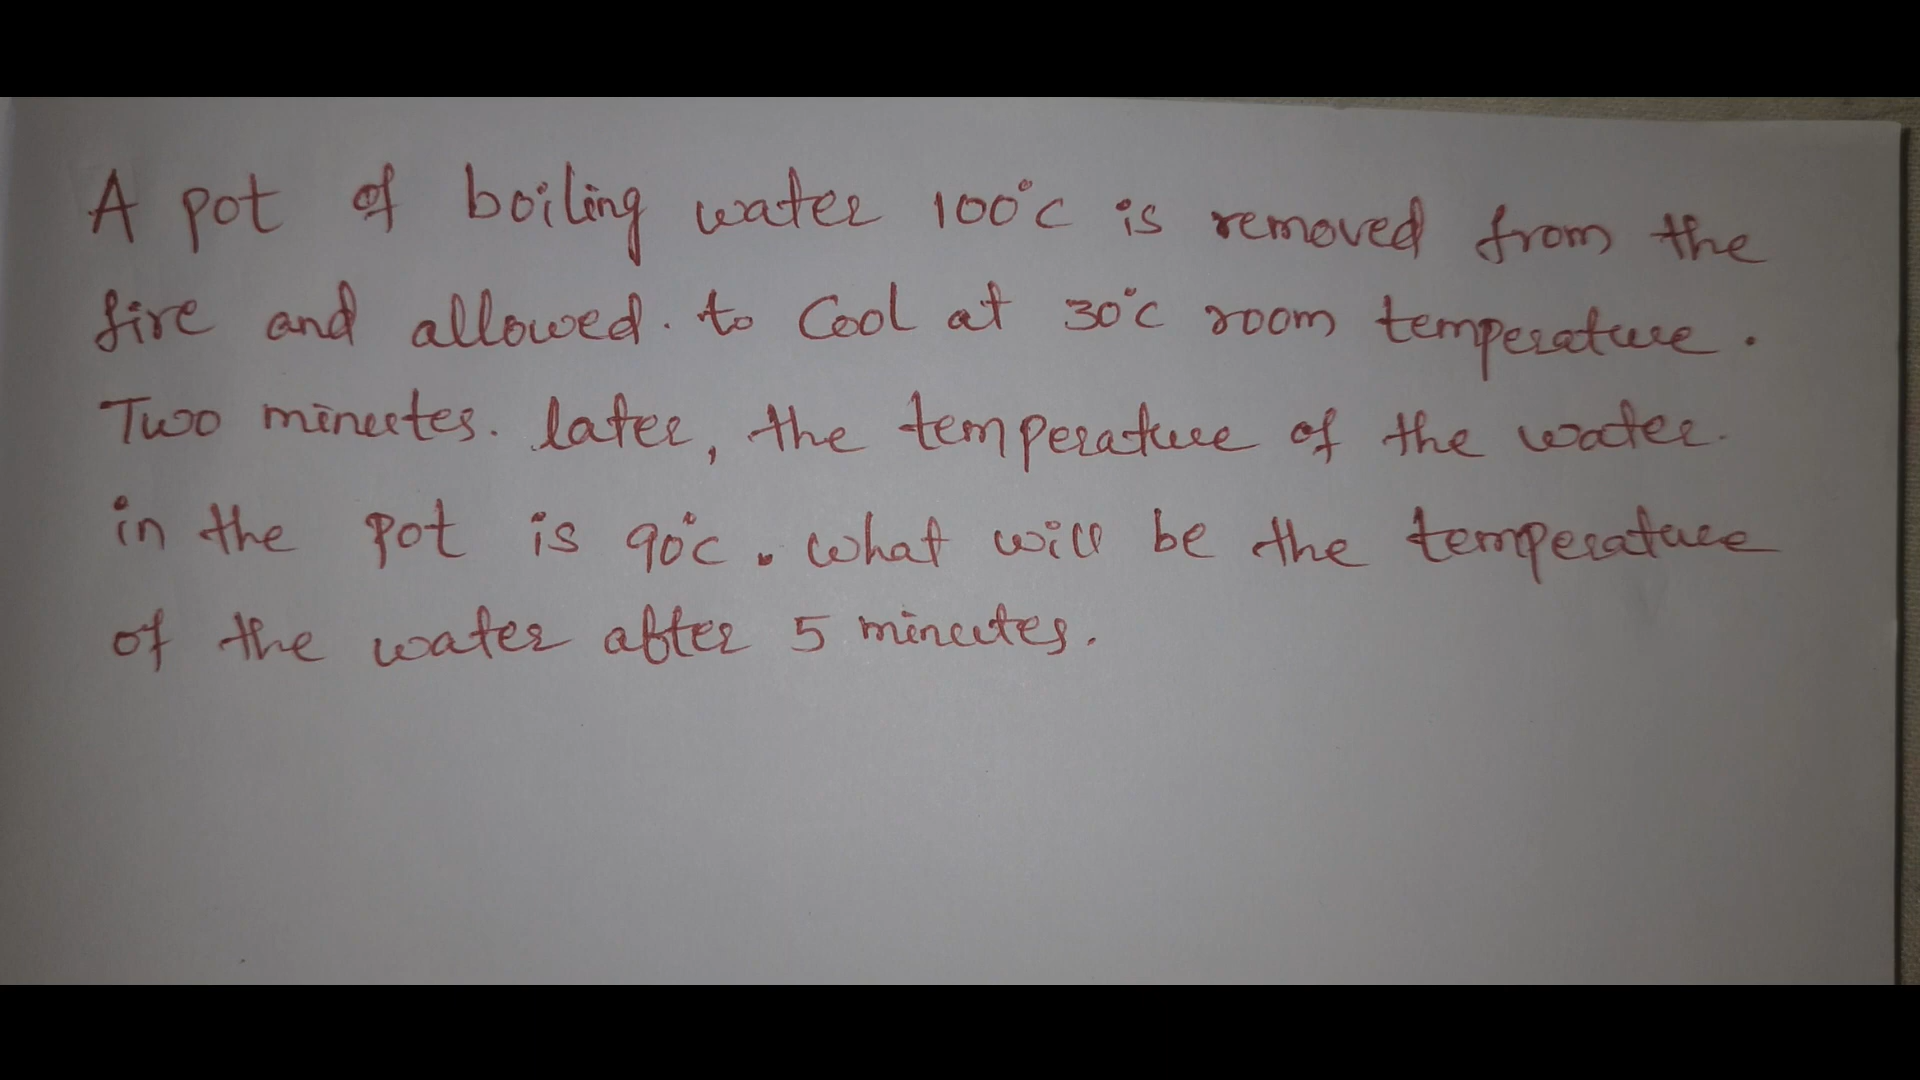 A pot of boiling water 100°C is removed from the
fire and allowed. to Cool at 30°C room temperature.
Two minutes. later, the temperature of the water.
in the pot is 90°C. What will be the temperature
of the water after 5 minutes.